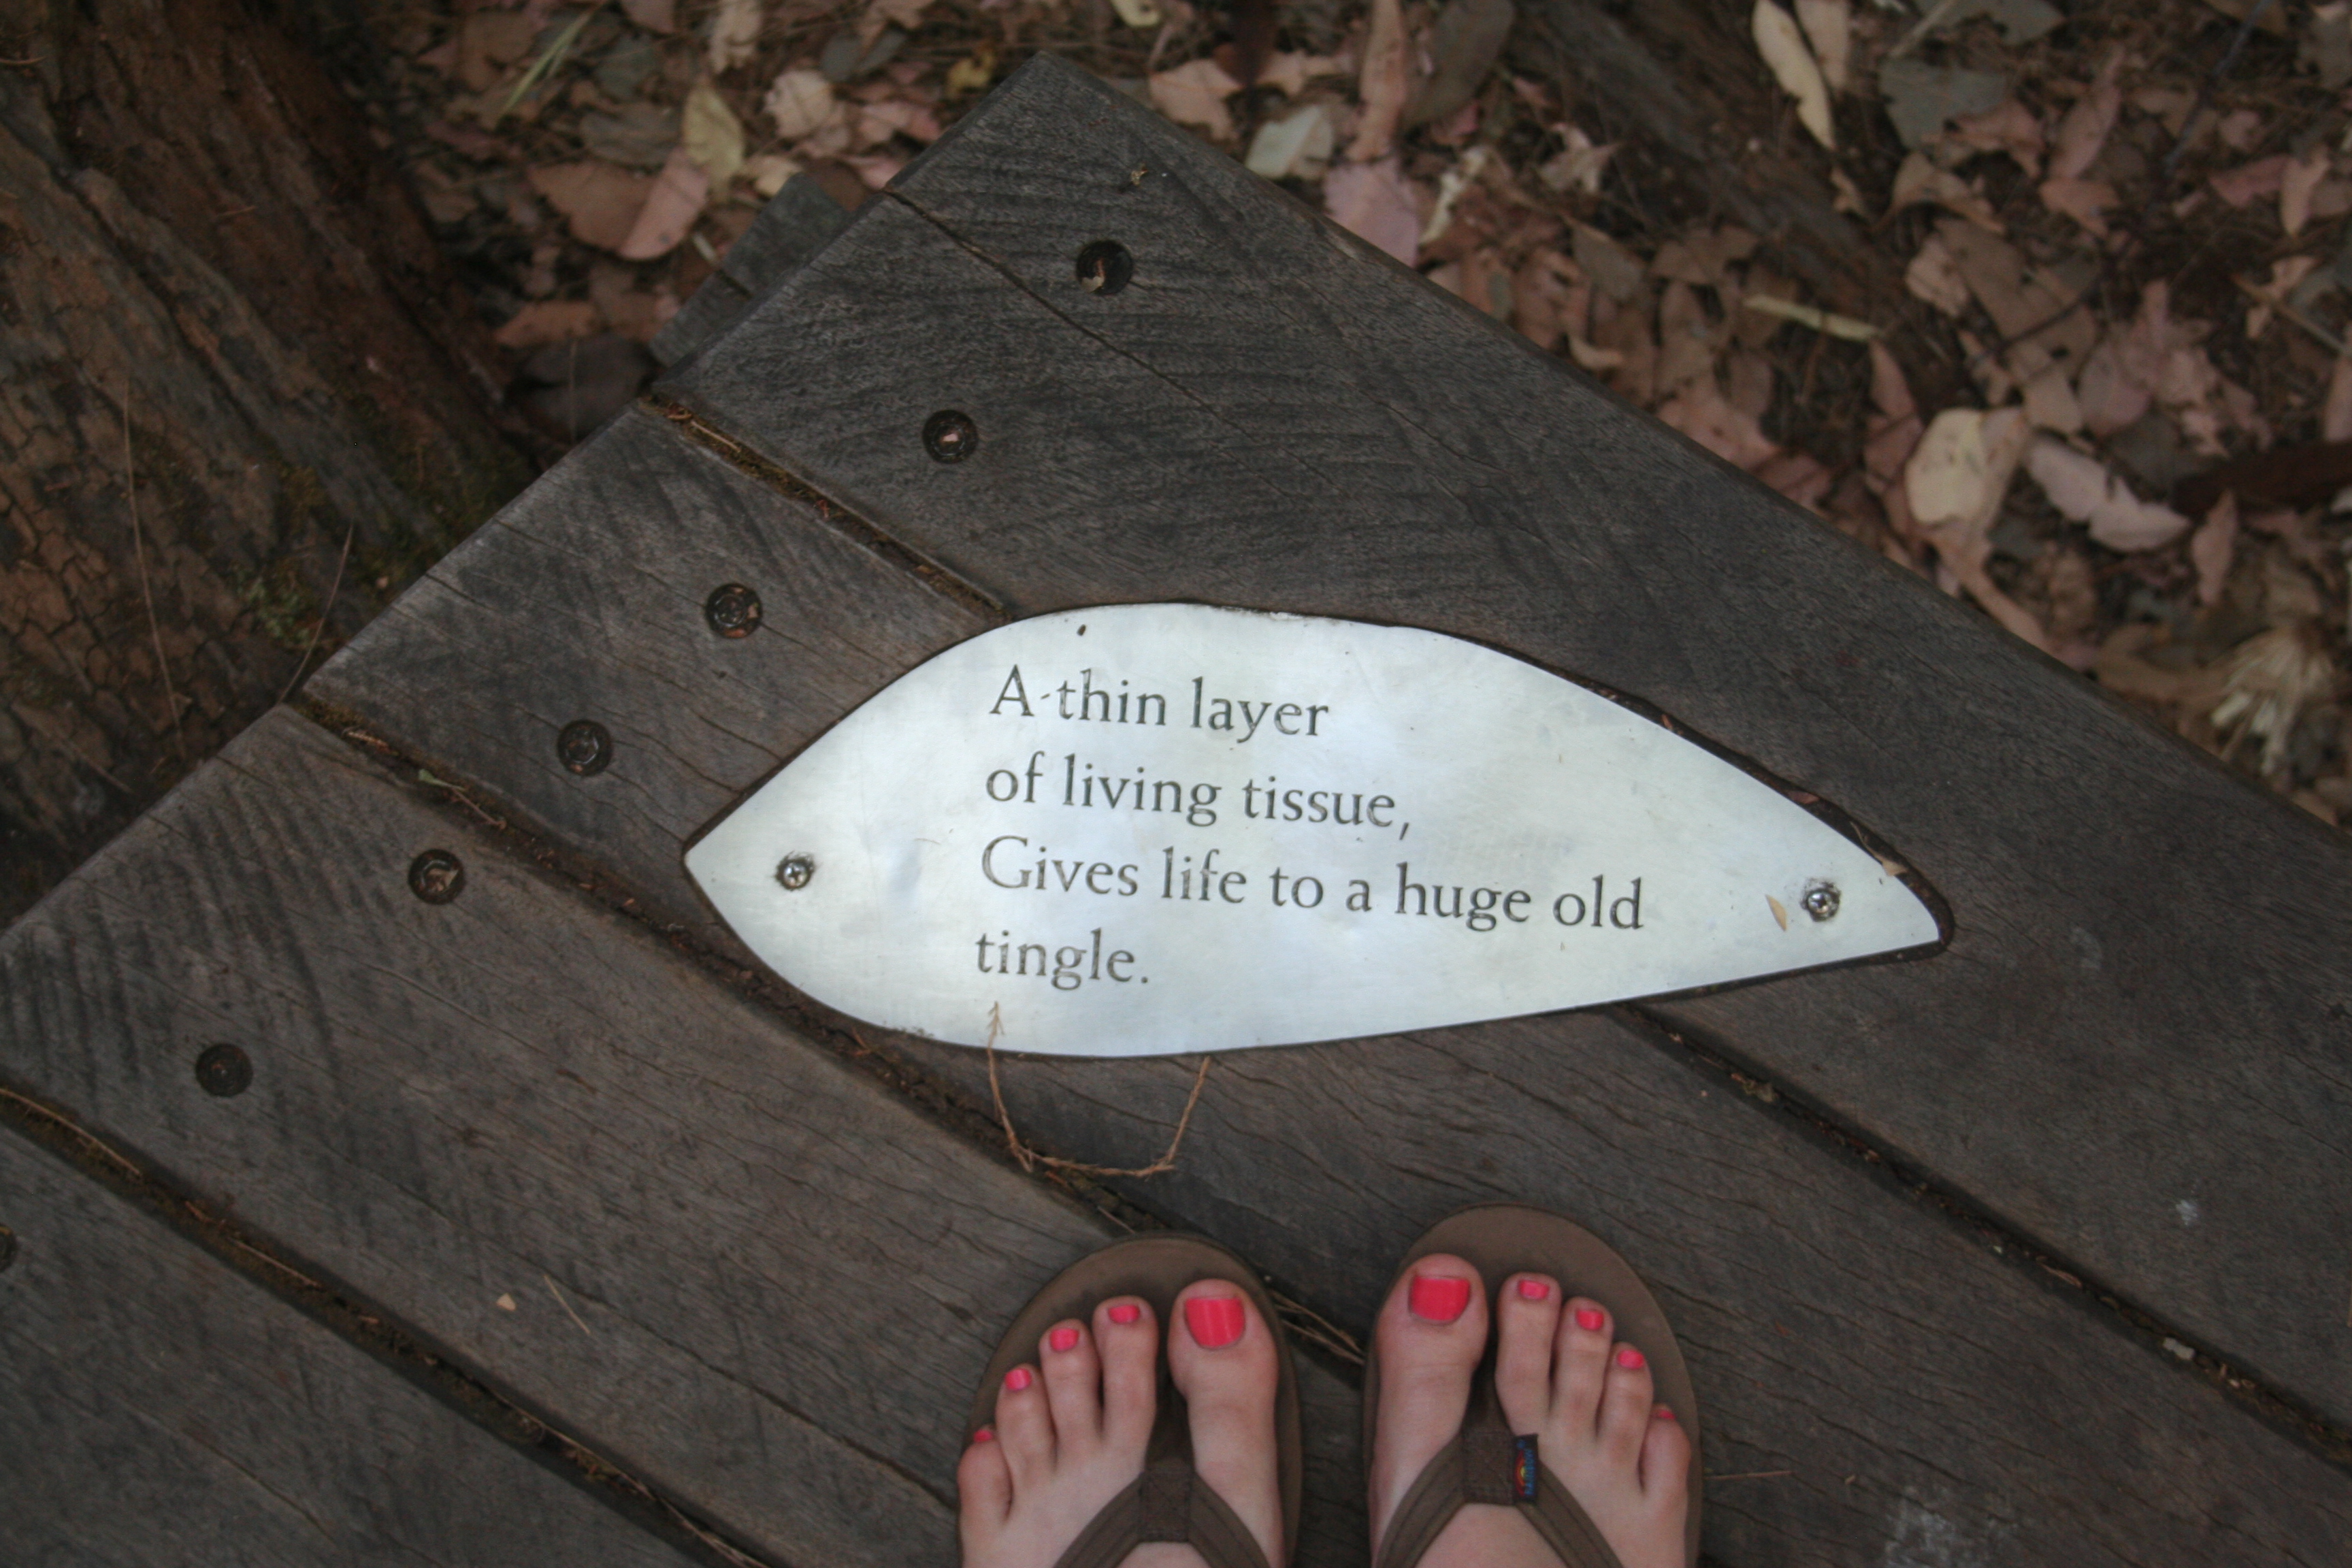 A thin layer
of living tissue,
Gives life to a huge old
tingle.